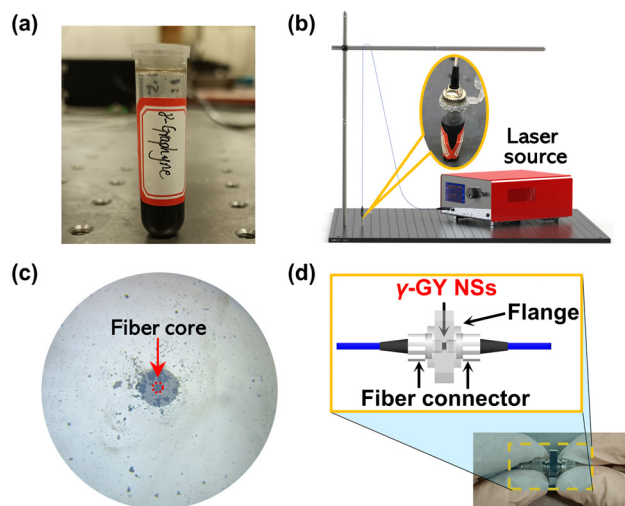 (a)
γ-Graphyne
(b)
Laser
source
(c)
Fiber core
(d)
γ-GY NSs
Flange
Fiber connector